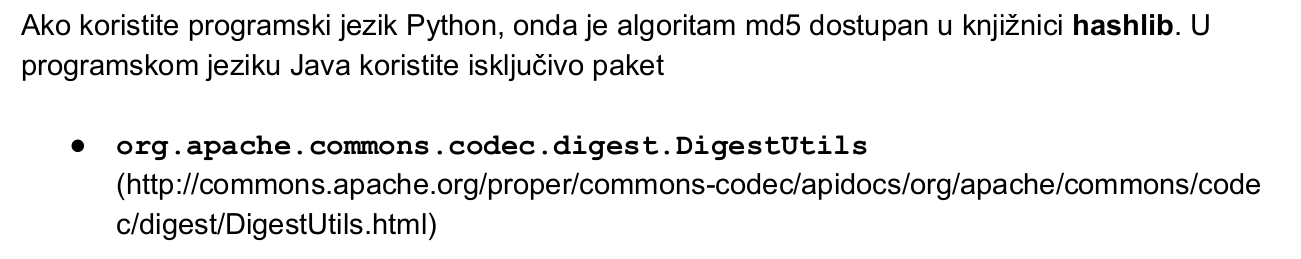 Ako koristite programski jezik Python, onda je algoritam md5 dostupan u knjižnici hashlib. U
programskom jeziku Java koristite isključivo paket
● org.apache.commons.codec.digest.DigestUtils
(http://commons.apache.org/proper/commons-codec/apidocs/org/apache/commons/code
c/digest/DigestUtils.html)